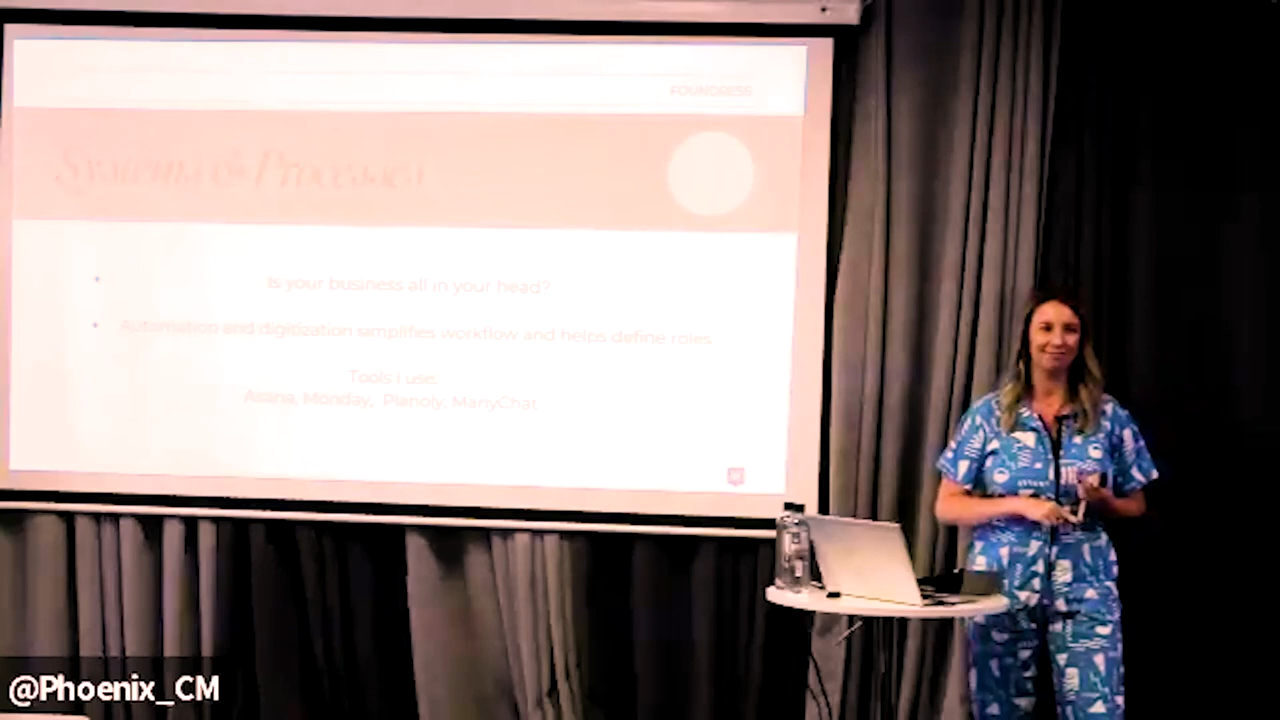 FOUNDRESS
Systems & Processes
• Is your business all in your head?
• Automation and digitization simplifies workflow and helps define roles
Tools I use:
Asana, Monday, Planoly, ManyChat
@Phoenix_CM